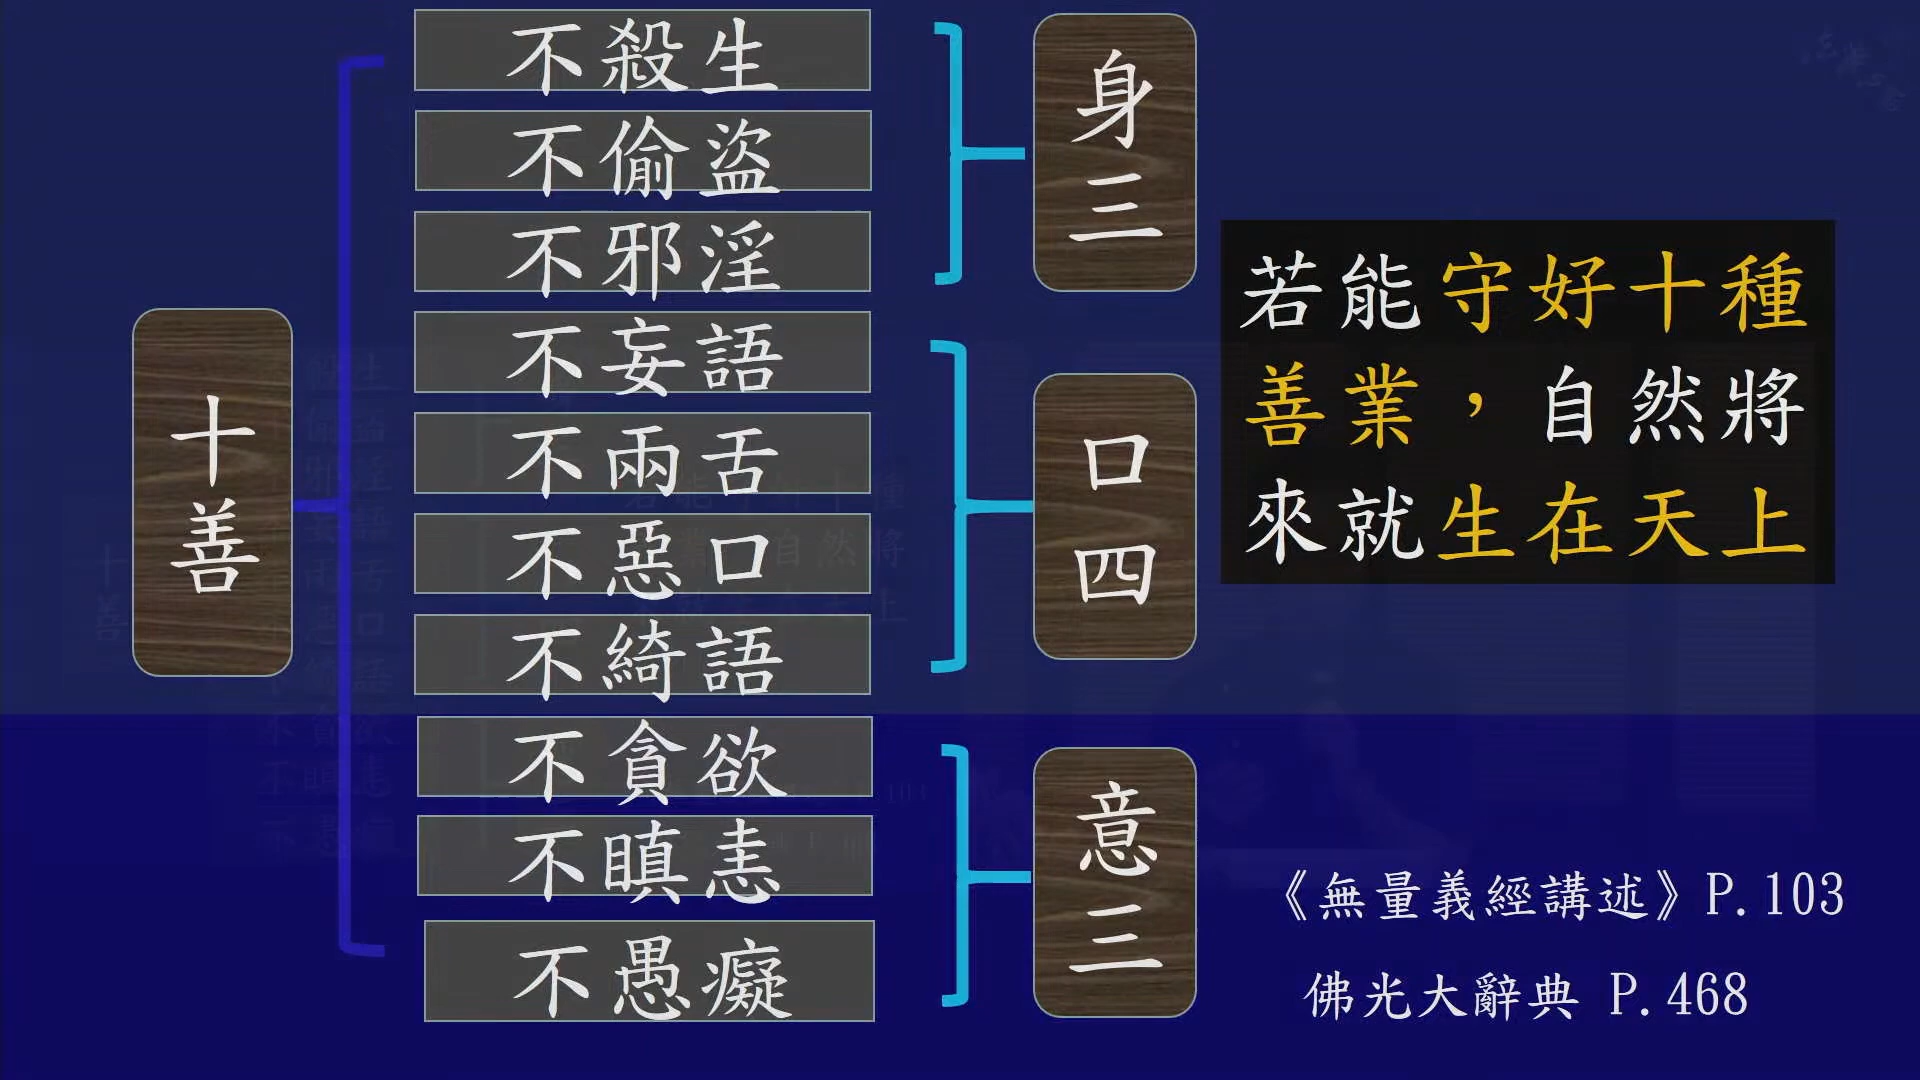 十善
不殺生
不偷盜
不邪淫
不妄語
不兩舌
不惡口
不綺語
不貪欲
不瞋恚
不愚癡
身三
口四
意三
若能守好十種
善業，自然將
來就生在天上
《無量義經講述》P.103
佛光大辭典 P.468